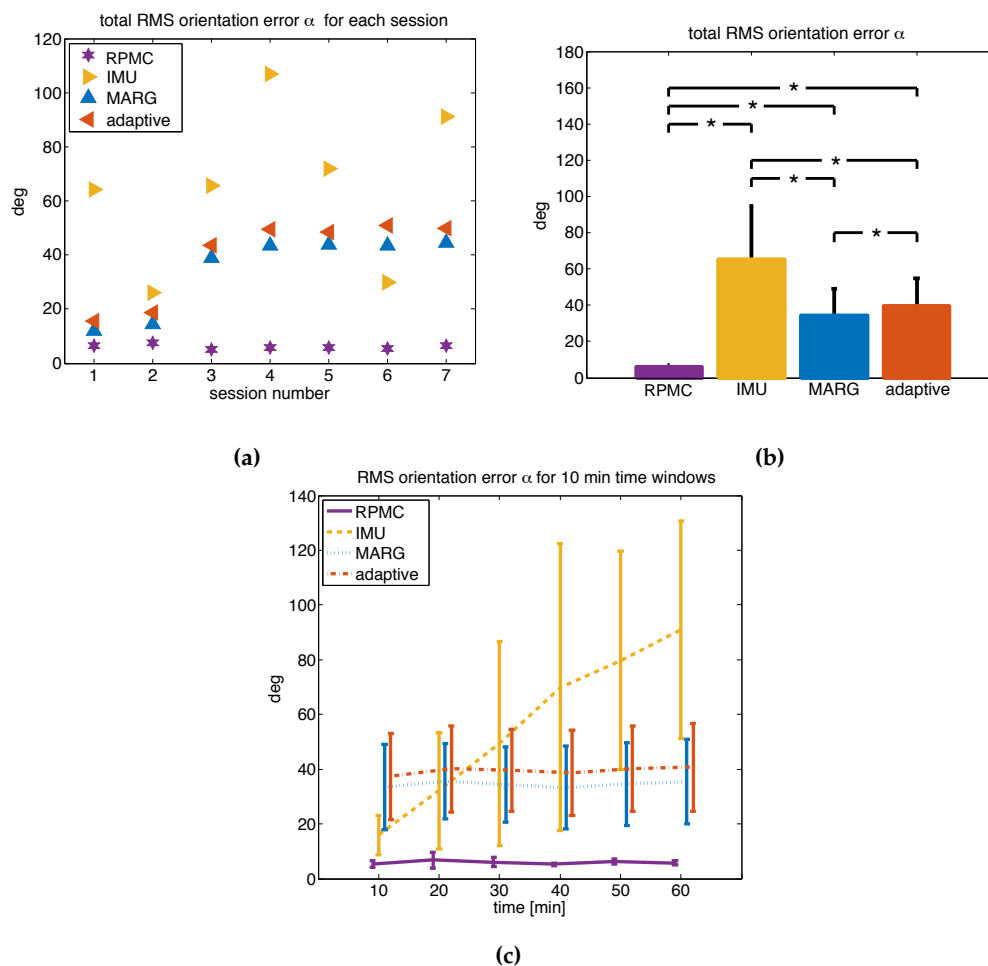 total RMS orientation error α for each session
120
100
80
60
40
20
0
deg
RPMC
IMU
MARG
adaptive
1 2 3 4 5 6 7
session number
(a)
total RMS orientation error α
180
160
140
120
100
80
60
40
20
0
deg
*
*
*
*
*
*
RPMC IMU MARG adaptive
(b)
RMS orientation error α for 10 min time windows
140
120
100
80
60
40
20
0
deg
RPMC
IMU
MARG
adaptive
10 20 30 40 50 60
time [min]
(c)